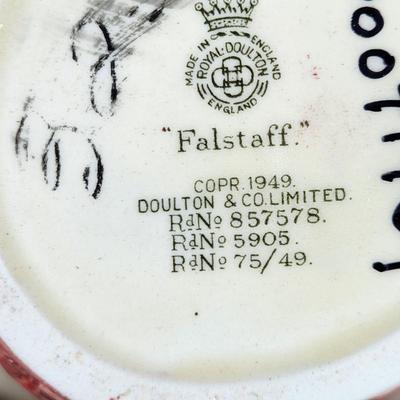 MADE IN ENGLAND
ROYAL·DOULTON
ENGLAND
"Falstaff."
COPR.1949.
DOULTON & CO.LIMITED.
RdNo 857578.
RdNo 5905.
RdNo 75/49.